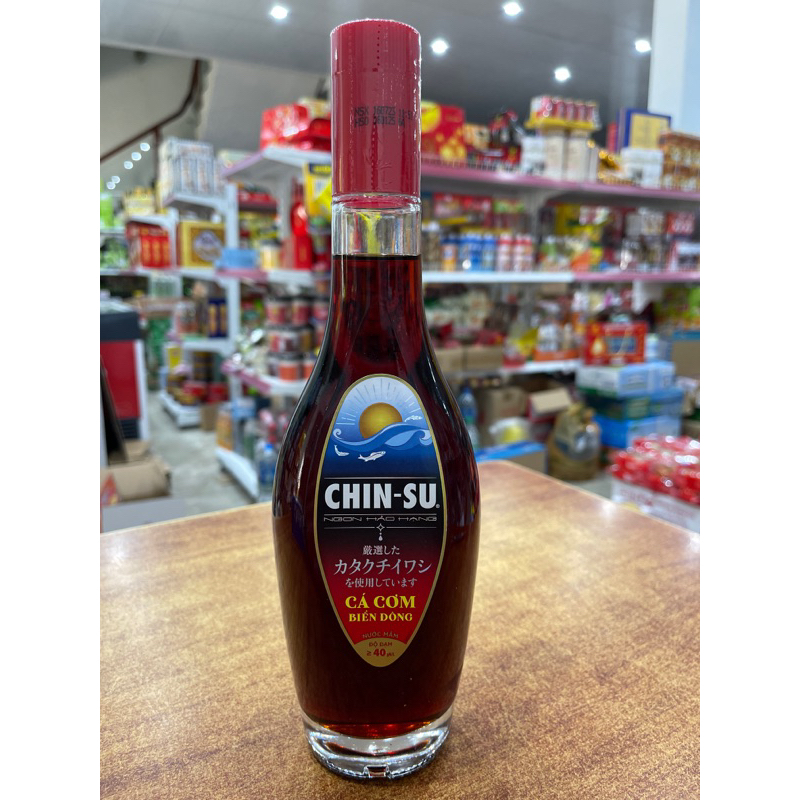 CHIN-SU®
NGON HẢO HẠNG
厳選した
カタクチイワシ
を使用しています
CÁ CƠM
BIỂN ĐÔNG
NƯỚC MẮM
ĐỘ ĐẠM
≥ 40 gN/l